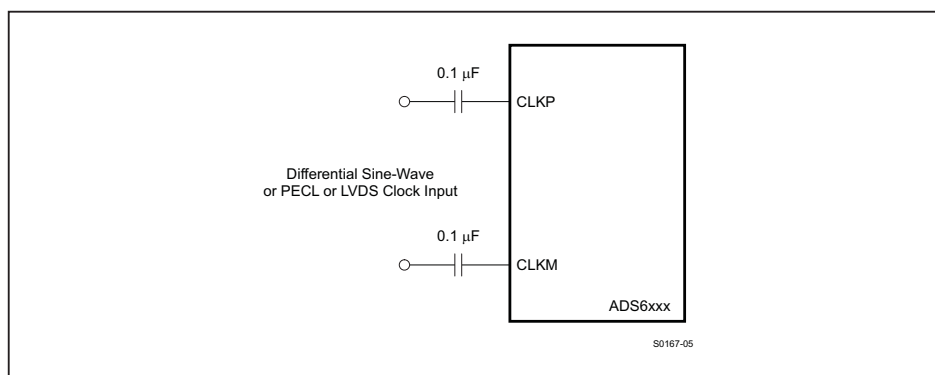 0.1 μF
CLKP
Differential Sine-Wave
or PECL or LVDS Clock Input
0.1 μF
CLKM
ADS6xxx
S0167-05